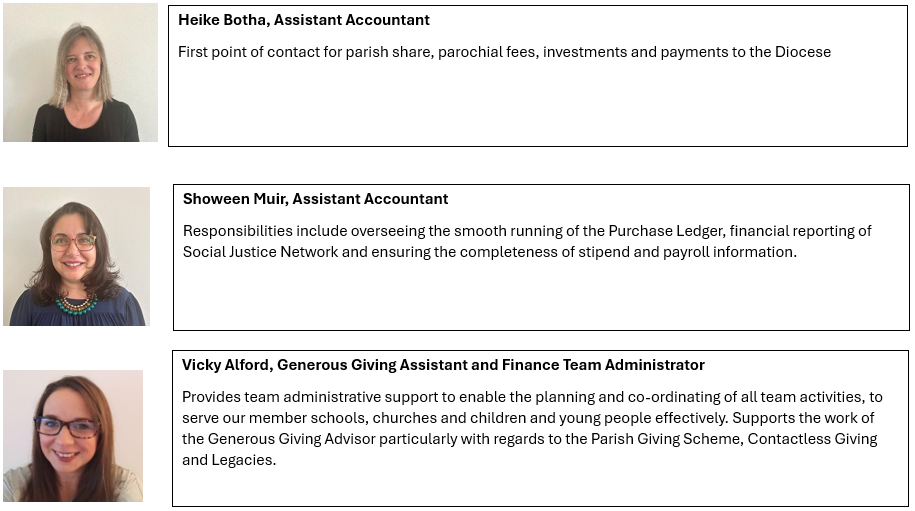 Heike Botha, Assistant Accountant
First point of contact for parish share, parochial fees, investments and payments to the Diocese
Shoween Muir, Assistant Accountant
Responsibilities include overseeing the smooth running of the Purchase Ledger, financial reporting of
Social Justice Network and ensuring the completeness of stipend and payroll information.
Vicky Alford, Generous Giving Assistant and Finance Team Administrator
Provides team administrative support to enable the planning and co-ordinating of all team activities, to
serve our member schools, churches and children and young people effectively. Supports the work of
the Generous Giving Advisor particularly with regards to the Parish Giving Scheme, Contactless Giving
and Legacies.